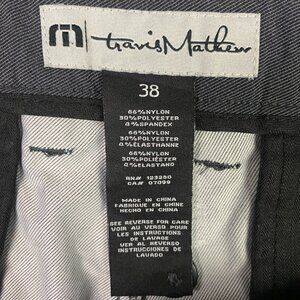 travisMathew
38
66%NYLON
30%POLYESTER
4%SPANDEX
66%NYLON
30%POLYESTER
4%ELASTHANNE
66%NYLON
30%POLIÉSTER
4%ELASTANO
RN# 123250
CA# 07099
MADE IN CHINA
FABRIQUE EN CHINE
HECHO EN CHINA
SEE REVERSE FOR CARE
VOIR AU VERSO POUR
LES INSTRUCTIONS
DE LAVAGE
VER AL REVERSO
INSTRUCCIONES DE
LAVADO